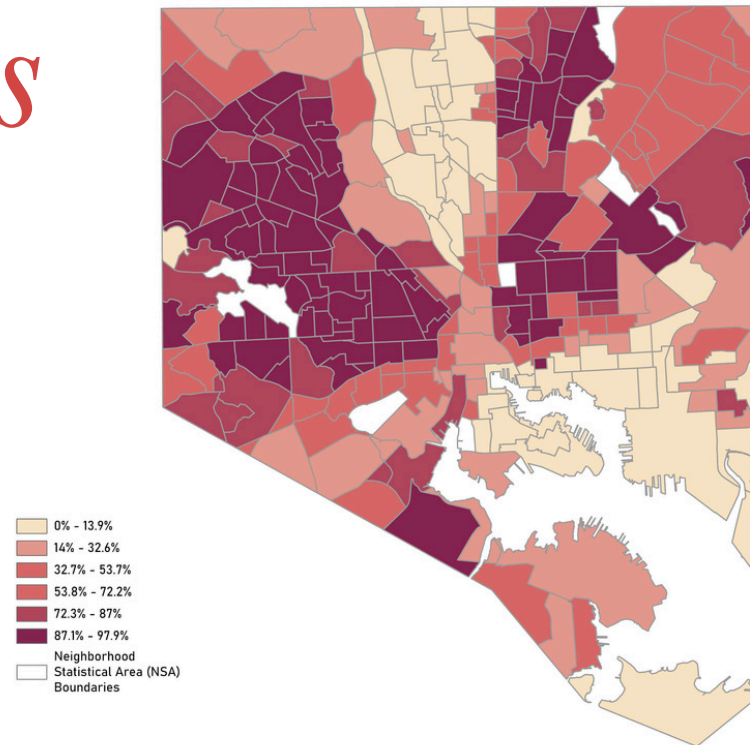 s
0% - 13.9%
14% - 32.6%
32.7% - 53.7%
53.8% - 72.2%
72.3% - 87%
87.1% - 97.9%
Neighborhood
Statistical Area (NSA)
Boundaries